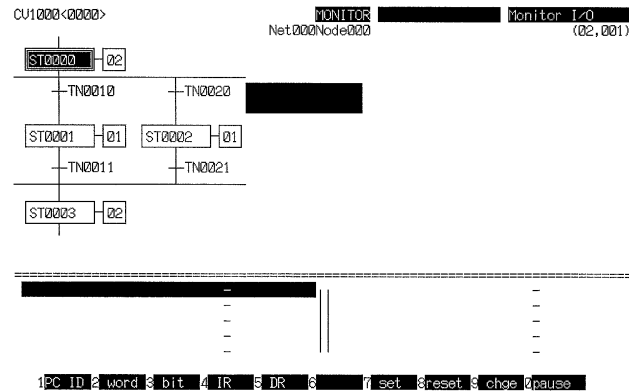 CV1000<0000> MONITOR Monitor I/O
Net000Node000 (02,001)
ST0000 02
TN0010 TN0020
ST0001 01 ST0002 01
TN0011 TN0021
ST0003 02
1PC ID 2 word 3 bit 4 IR 5 DR 6 7 set 8reset 9 chge 0pause